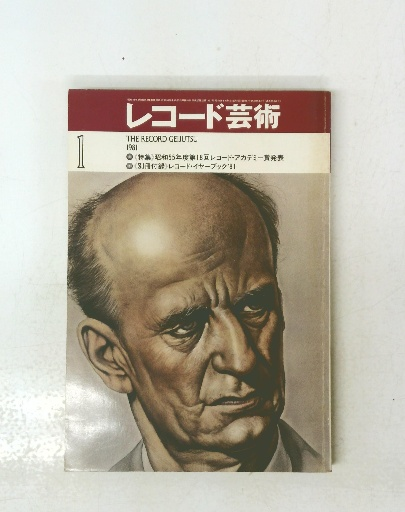 レコード芸術
1
THE RECORD GEIJUTSU
1981
●《特集》昭和55年度第18回レコード・アカデミー賞発表
●《別冊付録》レコード・イヤーブック'81